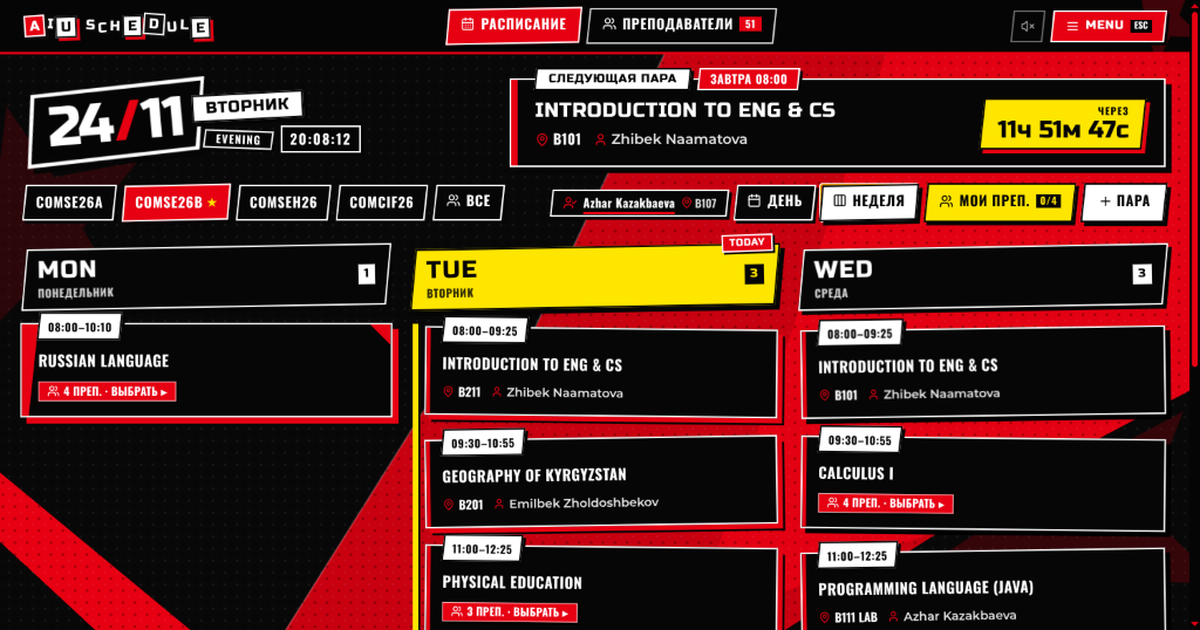 AIU SCHEDULE
РАСПИСАНИЕ
ПРЕПОДАВАТЕЛИ 51
MENU ESC
24/11
ВТОРНИК
EVENING
20:08:12
СЛЕДУЮЩАЯ ПАРА
ЗАВТРА 08:00
INTRODUCTION TO ENG & CS
B101 Zhibek Naamatova
ЧЕРЕЗ
11ч 51м 47с
COMSE26A
COMSE26B ★
COMSEH26
COMCIF26
ВСЕ
Azhar Kazakbaeva B107
ДЕНЬ
НЕДЕЛЯ
МОИ ПРЕП. 0/4
+ ПАРА
MON
ПОНЕДЕЛЬНИК
1
08:00–10:10
RUSSIAN LANGUAGE
4 ПРЕП. · ВЫБРАТЬ ▸
TODAY
TUE
ВТОРНИК
3
08:00–09:25
INTRODUCTION TO ENG & CS
B211 Zhibek Naamatova
09:30–10:55
GEOGRAPHY OF KYRGYZSTAN
B201 Emilbek Zholdoshbekov
11:00–12:25
PHYSICAL EDUCATION
3 ПРЕП. · ВЫБРАТЬ ▸
WED
СРЕДА
3
08:00–09:25
INTRODUCTION TO ENG & CS
B101 Zhibek Naamatova
09:30–10:55
CALCULUS I
4 ПРЕП. · ВЫБРАТЬ ▸
11:00–12:25
PROGRAMMING LANGUAGE (JAVA)
B111 LAB Azhar Kazakbaeva